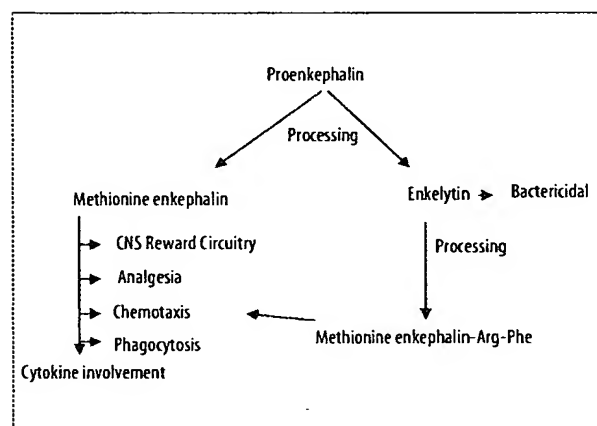 Proenkephalin
Processing
Methionine enkephalin
Enkelytin
Bactericidal
CNS Reward Circuitry
Processing
Analgesia
Chemotaxis
Methionine enkephalin-Arg-Phe
Phagocytosis
Cytokine involvement